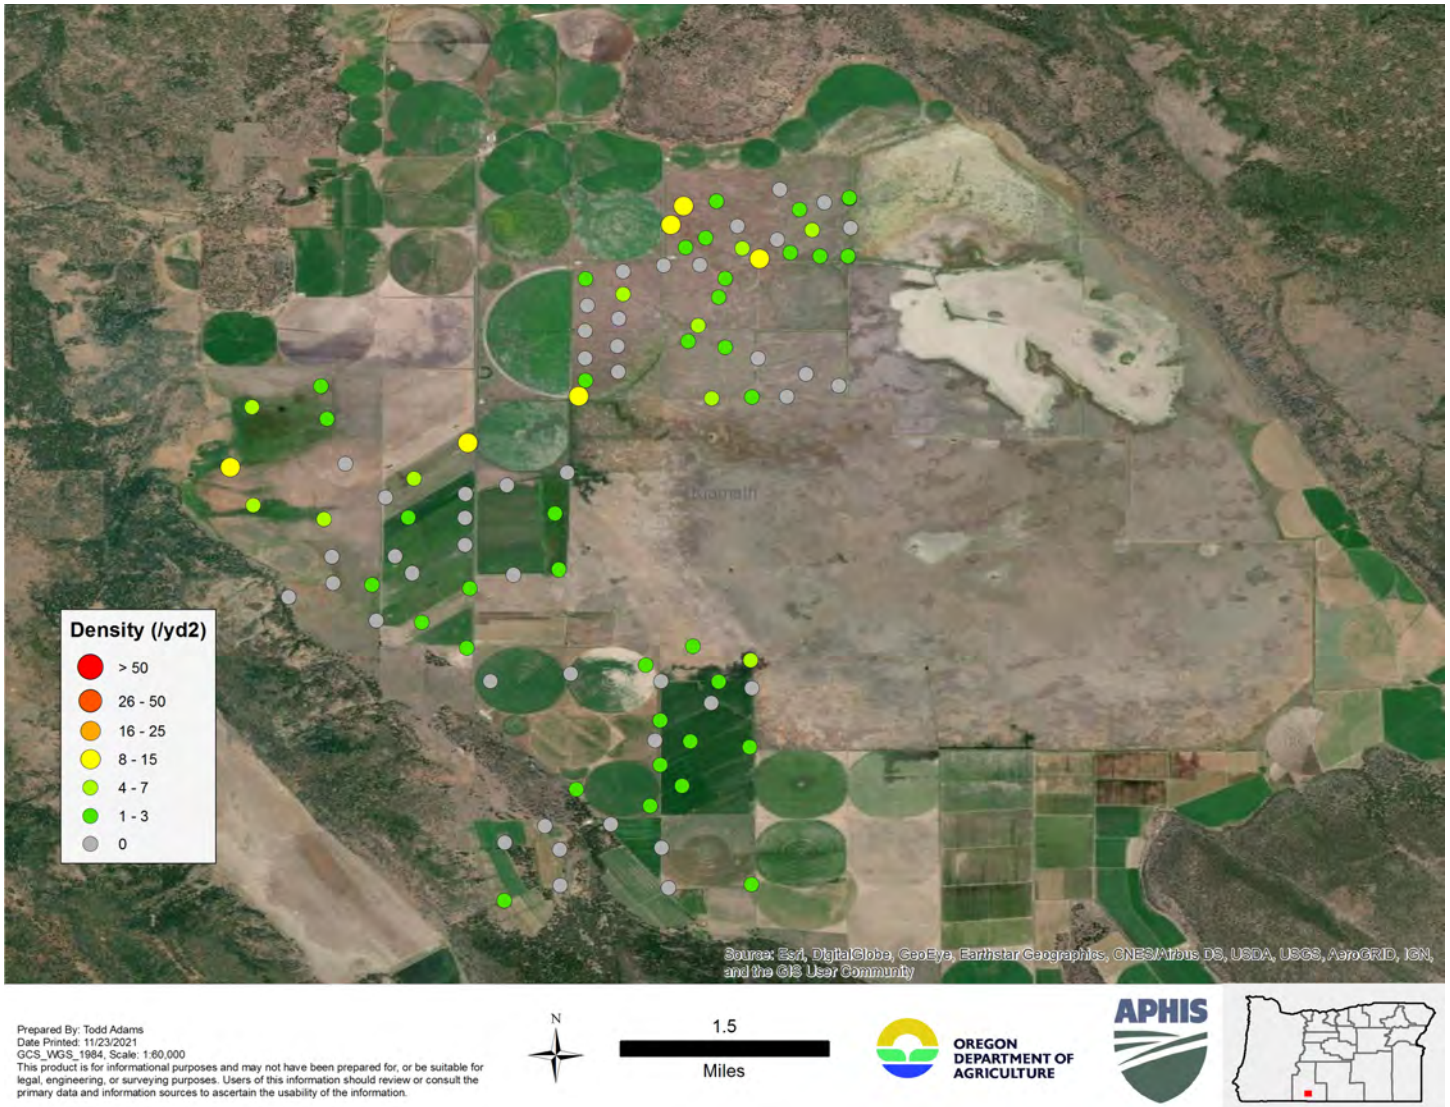 Klamath
Density (/yd2)
> 50
26 - 50
16 - 25
8 - 15
4 - 7
1 - 3
0
Source: Esri, DigitalGlobe, GeoEye, Earthstar Geographics, CNES/Airbus DS, USDA, USGS, AeroGRID, IGN,
and the GIS User Community
Prepared By: Todd Adams
Date Printed: 11/23/2021
GCS_WGS_1984, Scale: 1:60,000
This product is for informational purposes and may not have been prepared for, or be suitable for
legal, engineering, or surveying purposes. Users of this information should review or consult the
primary data and information sources to ascertain the usability of the information.
N
1.5
Miles
OREGON
DEPARTMENT OF
AGRICULTURE
APHIS